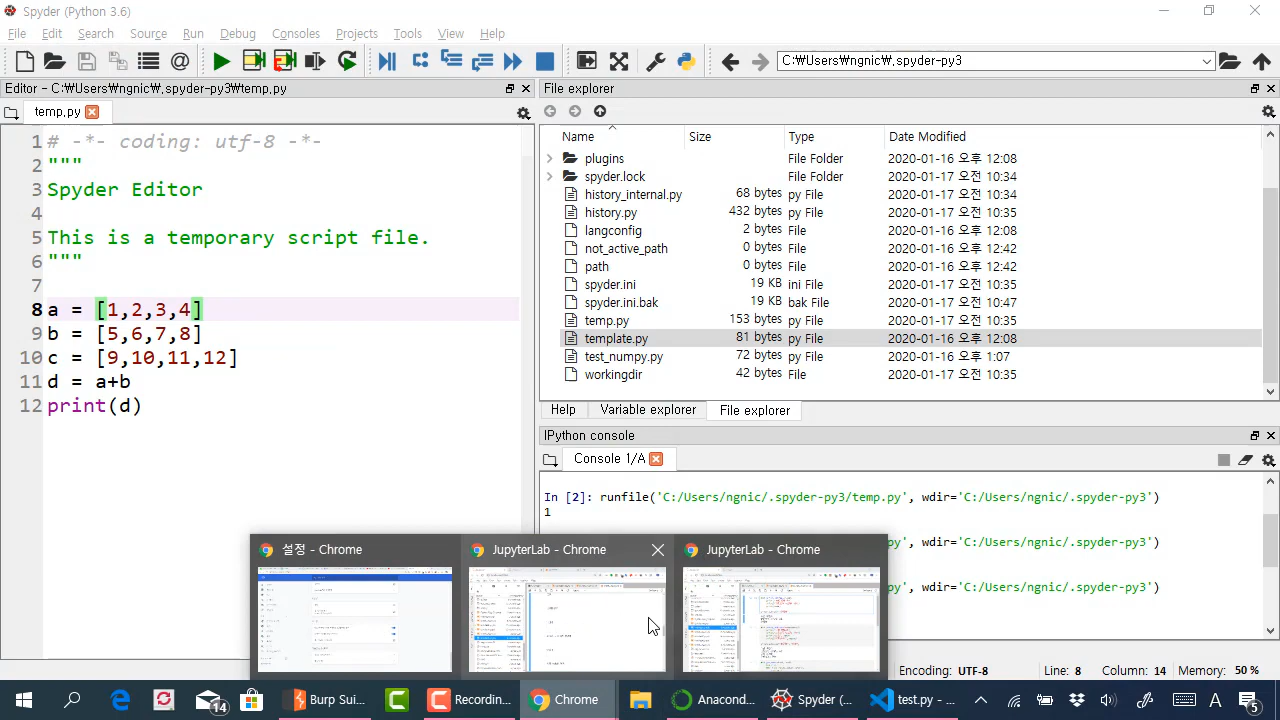 Spyder (Python 3.6)
File Edit Search Source Run Debug Consoles Projects Tools View Help
C:₩Users₩ngnic₩.spyder-py3
Editor - C:₩Users₩ngnic₩.spyder-py3₩temp.py
temp.py
1 # -*- coding: utf-8 -*-
2 """
3 Spyder Editor
4
5 This is a temporary script file.
6 """
7
8 a = [1,2,3,4]
9 b = [5,6,7,8]
10 c = [9,10,11,12]
11 d = a+b
12 print(d)
File explorer
Name Size Type Date Modified
plugins File Folder 2020-01-16 오후 12:08
spyder.lock File Folder 2020-01-17 오전 10:34
history_internal.py 68 bytes py File 2020-01-17 오전 10:34
history.py 432 bytes py File 2020-01-17 오전 10:35
langconfig 2 bytes File 2020-01-16 오후 12:08
not_active_path 0 bytes File 2020-01-16 오후 12:42
path 0 bytes File 2020-01-16 오후 12:42
spyder.ini 19 KB ini File 2020-01-17 오전 10:35
spyder.ini.bak 19 KB bak File 2020-01-17 오전 10:47
temp.py 153 bytes py File 2020-01-17 오전 10:35
template.py 81 bytes py File 2020-01-16 오후 12:08
test_numpy.py 72 bytes py File 2020-01-16 오후 1:07
workingdir 42 bytes File 2020-01-17 오전 10:35
Help Variable explorer File explorer
IPython console
Console 1/A
In [2]: runfile('C:/Users/ngnic/.spyder-py3/temp.py', wdir='C:/Users/ngnic/.spyder-py3')
1
py', wdir='C:/Users/ngnic/.spyder-py3')
py', wdir='C:/Users/ngnic/.spyder-py3')
설정 - Chrome
JupyterLab - Chrome
JupyterLab - Chrome
Encoding: UTF-8 Line: 8 Column: 14 Memory: 50 %
14 Burp Sui... Recordin... Chrome Anacond... Spyder (... test.py - ... A 5